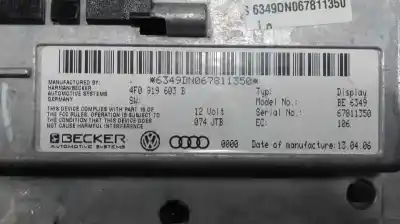 S 6349DN067811350
*6349DN067811350*
MANUFACTURED BY
HARMAN/BECKER
AUTOMOTIVE SYSTEMS
GERMANY
4F0 919 603 B
SW:
Type: Display
Model No.: BE 6349
Serial No.: 67811350
EC: 106
THIS DEVICE COMPLIES WITH PART 15 OF
THE FCC RULES. OPERATION IS SUBJECT TO
THE CONDITION THAT THIS DEVICE DOES
NOT CAUSE HARMFUL INTERFERENCE
12 Volt
074 JTB
BECKER
AUTOMOTIVE SYSTEMS
0000
Date of manufacture: 13.04.06